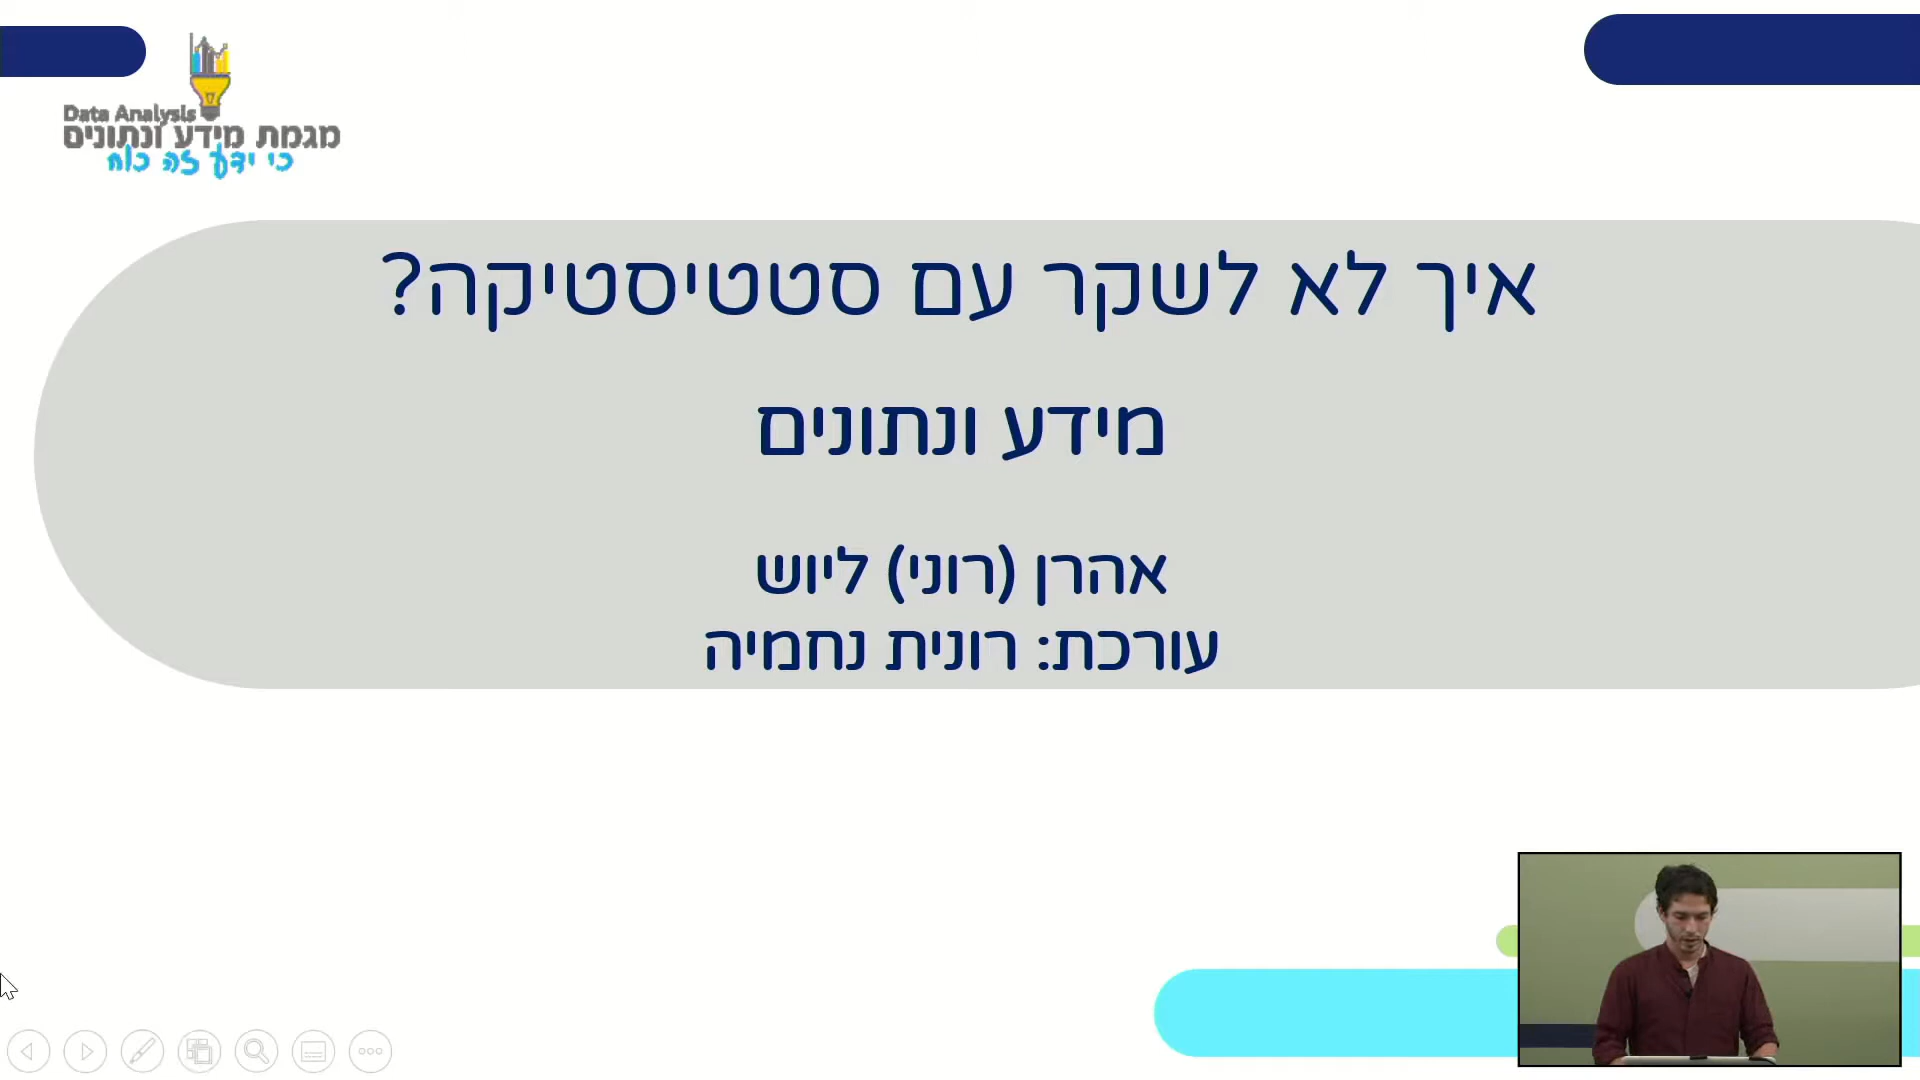 Data Analysis
מגמת מידע ונתונים
כי ידע זה כוח
איך לא לשקר עם סטטיסטיקה?
מידע ונתונים
אהרן (רוני) ליוש
עורכת: רונית נחמיה